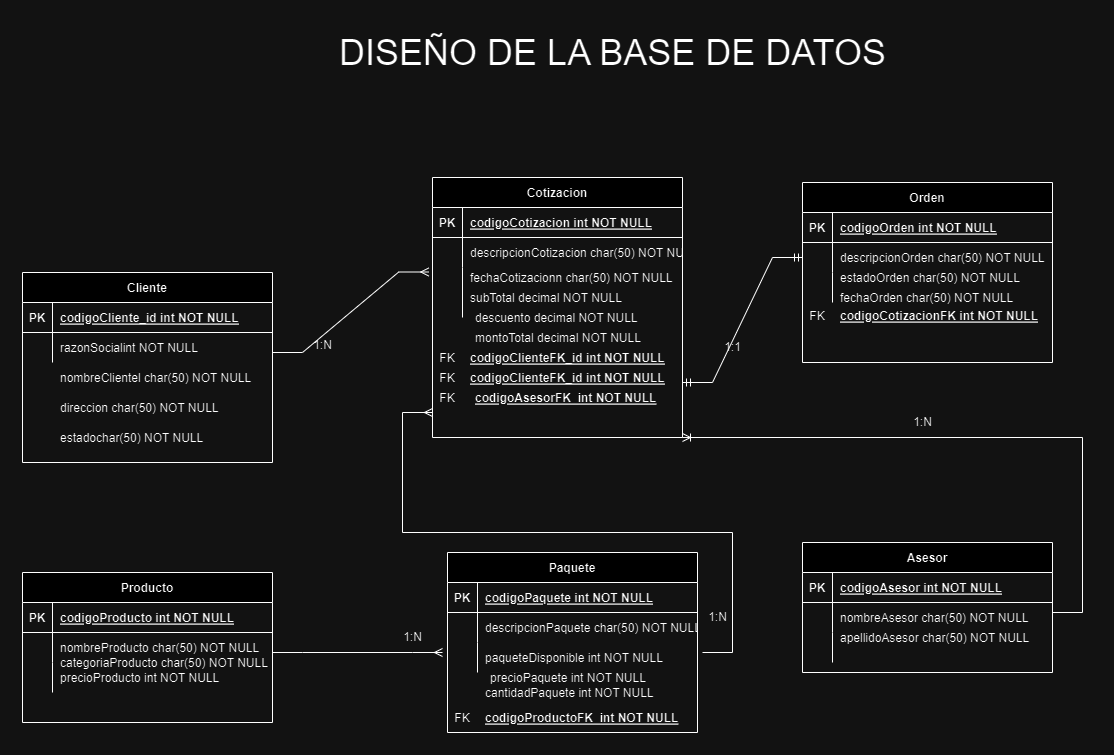 DISEÑO DE LA BASE DE DATOS
Cotizacion
PK codigoCotizacion int NOT NULL
descripcionCotizacion char(50) NOT NU
fechaCotizacionn char(50) NOT NULL
subTotal decimal NOT NULL
descuento decimal NOT NULL
montoTotal decimal NOT NULL
FK codigoClienteFK_id int NOT NULL
FK codigoClienteFK_id int NOT NULL
FK codigoAsesorFK_int NOT NULL
Orden
PK codigoOrden int NOT NULL
descripcionOrden char(50) NOT NULL
estadoOrden char(50) NOT NULL
fechaOrden char(50) NOT NULL
FK codigoCotizacionFK int NOT NULL
Cliente
PK codigoCliente_id int NOT NULL
razonSocialint NOT NULL
nombreClienteI char(50) NOT NULL
direccion char(50) NOT NULL
estadochar(50) NOT NULL
1:N
1:1
1:N
Producto
PK codigoProducto int NOT NULL
nombreProducto char(50) NOT NULL
categoriaProducto char(50) NOT NULL
precioProducto int NOT NULL
1:N
Paquete
PK codigoPaquete int NOT NULL
descripcionPaquete char(50) NOT NULL
paqueteDisponible int NOT NULL
precioPaquete int NOT NULL
cantidadPaquete int NOT NULL
FK codigoProductoFK_int NOT NULL
1:N
Asesor
PK codigoAsesor int NOT NULL
nombreAsesor char(50) NOT NULL
apellidoAsesor char(50) NOT NULL